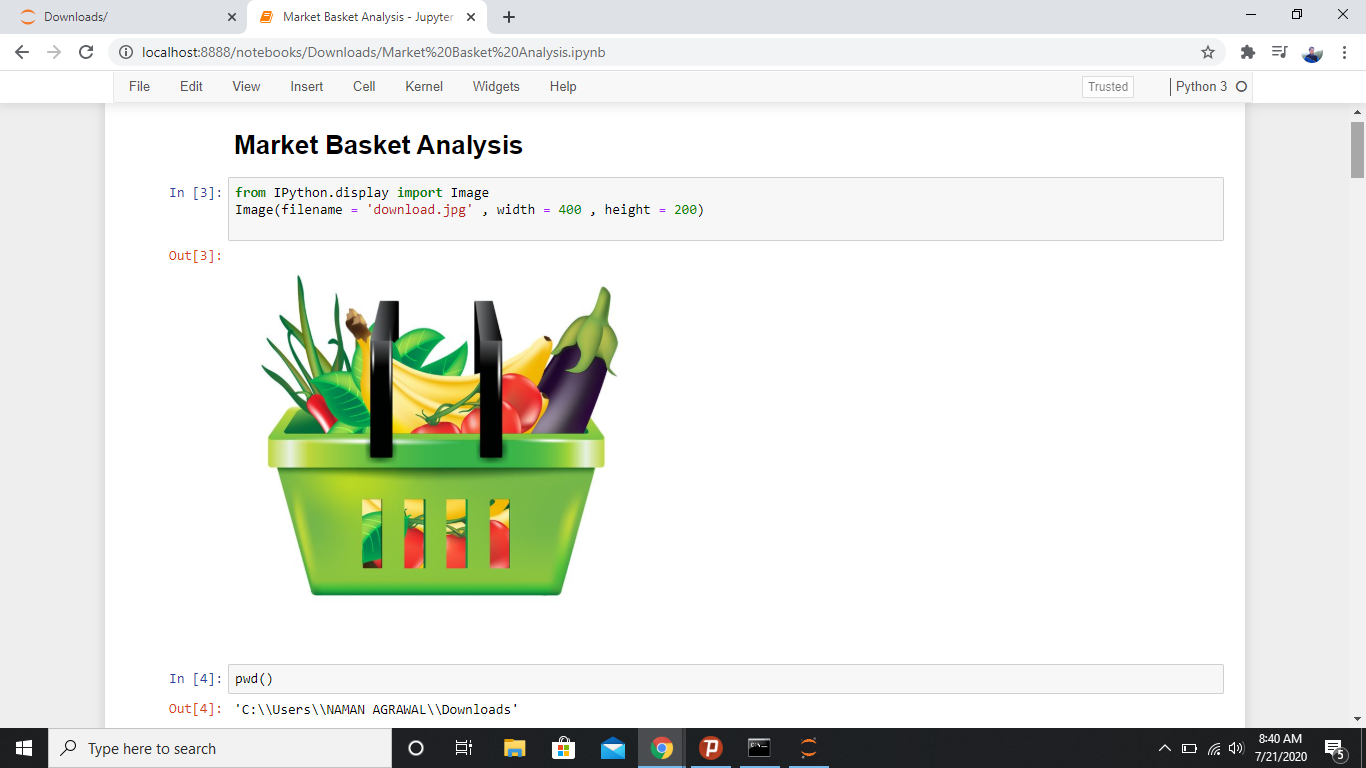 Downloads/
Market Basket Analysis - Jupyter
localhost:8888/notebooks/Downloads/Market%20Basket%20Analysis.ipynb
File Edit View Insert Cell Kernel Widgets Help
Trusted
Python 3
Market Basket Analysis
In [3]:
from IPython.display import Image
Image(filename = 'download.jpg' , width = 400 , height = 200)
Out[3]:
In [4]:
pwd()
Out[4]:
'C:\\Users\\NAMAN AGRAWAL\\Downloads'
Type here to search
8:40 AM
7/21/2020
5